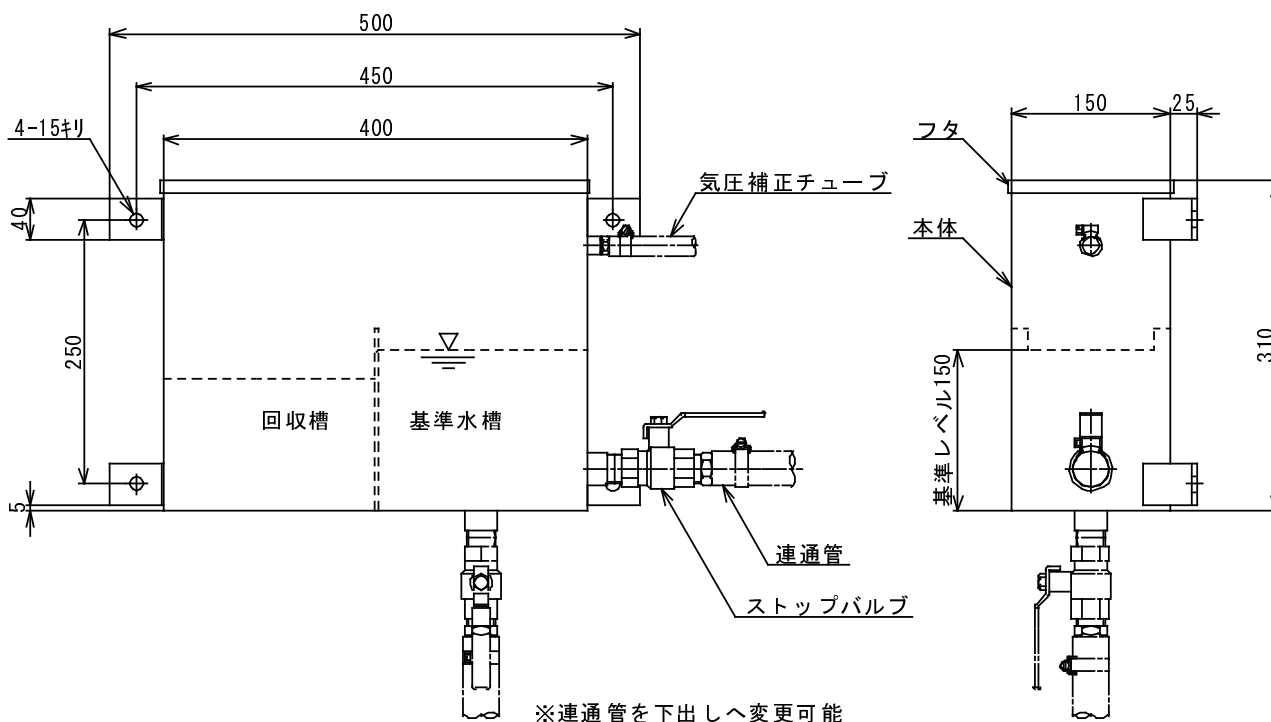 500
450
150
25
4-15ｷﾘ
400
フタ
気圧補正チューブ
40
本体
250
310
基準レベル150
回収槽
基準水槽
5
連通管
ストップバルブ
※連通管を下出しへ変更可能